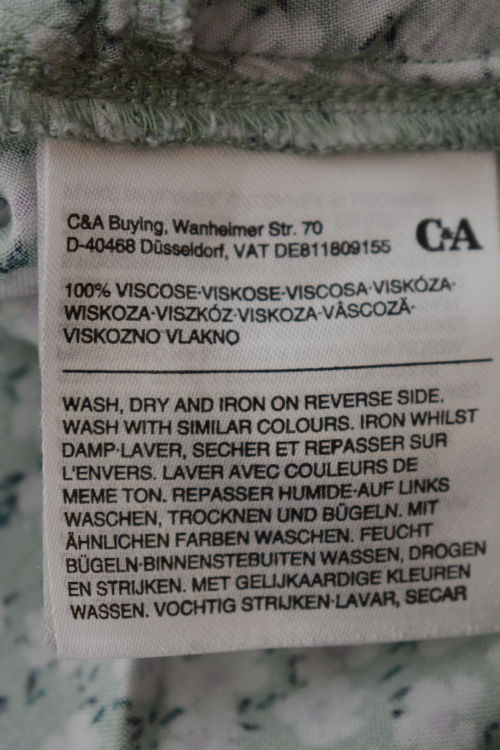 C&A Buying, Wanheimer Str. 70
D-40468 Düsseldorf, VAT DE811809155
C&A
100% VISCOSE·VISKOSE·VISCOSA·VISKÓZA·
WISKOZA·VISZKÓZ·VISKOZA·VÂSCOZĂ·
VISKOZNO VLAKNO
WASH, DRY AND IRON ON REVERSE SIDE.
WASH WITH SIMILAR COLOURS. IRON WHILST
DAMP·LAVER, SECHER ET REPASSER SUR
L'ENVERS. LAVER AVEC COULEURS DE
MEME TON. REPASSER HUMIDE·AUF LINKS
WASCHEN, TROCKNEN UND BÜGELN. MIT
ÄHNLICHEN FARBEN WASCHEN. FEUCHT
BÜGELN·BINNENSTEBUITEN WASSEN, DROGEN
EN STRIJKEN. MET GELIJKAARDIGE KLEUREN
WASSEN. VOCHTIG STRIJKEN·LAVAR, SECAR